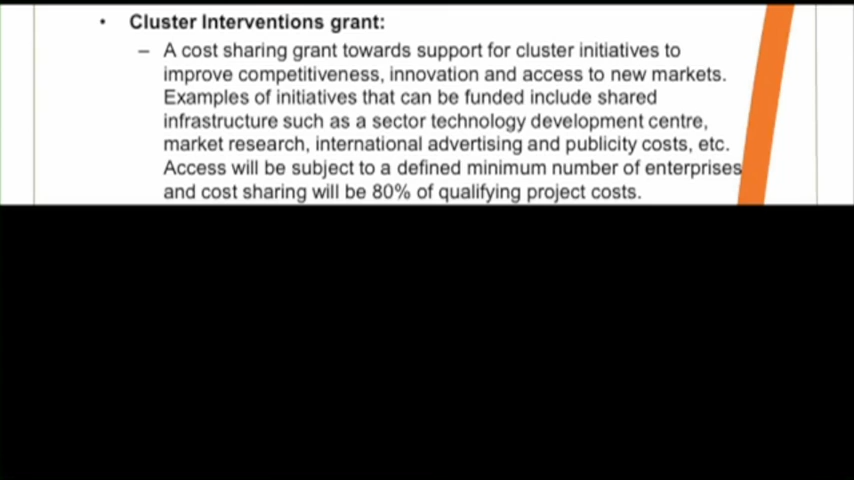 • Cluster Interventions grant:
– A cost sharing grant towards support for cluster initiatives to
improve competitiveness, innovation and access to new markets.
Examples of initiatives that can be funded include shared
infrastructure such as a sector technology development centre,
market research, international advertising and publicity costs, etc.
Access will be subject to a defined minimum number of enterprises
and cost sharing will be 80% of qualifying project costs.